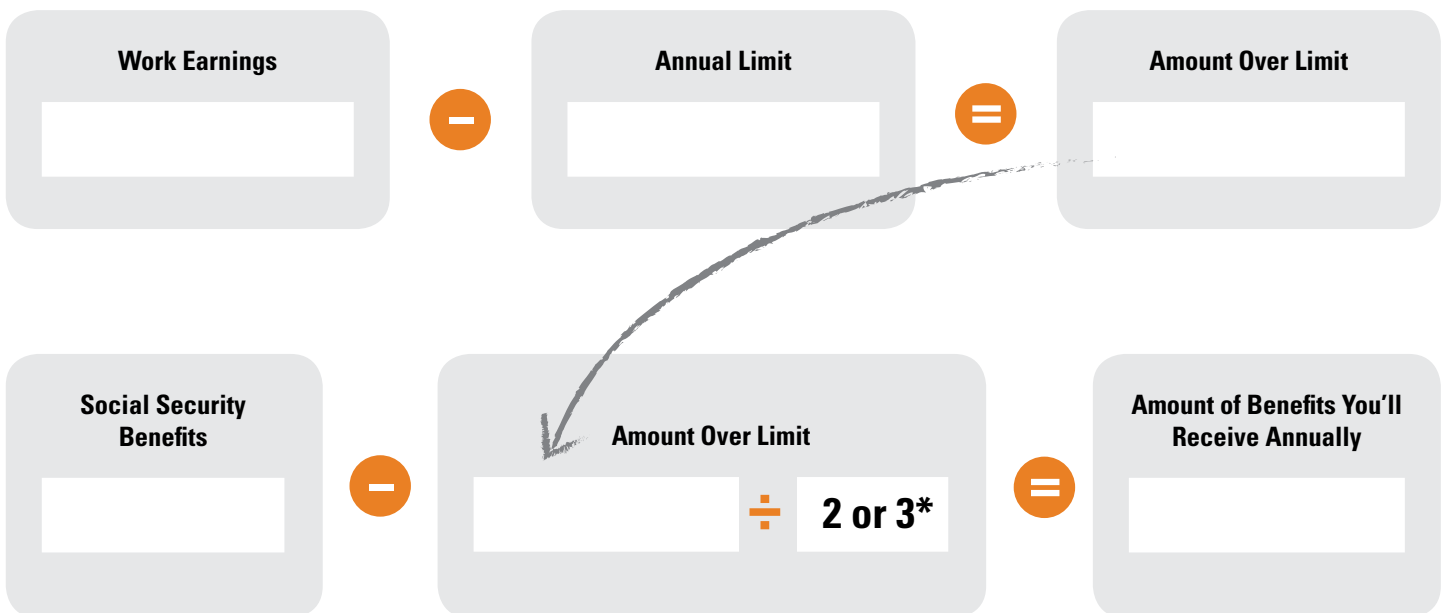 Work Earnings
−
Annual Limit
=
Amount Over Limit
Social Security
Benefits
−
Amount Over Limit
÷
2 or 3*
=
Amount of Benefits You’ll
Receive Annually